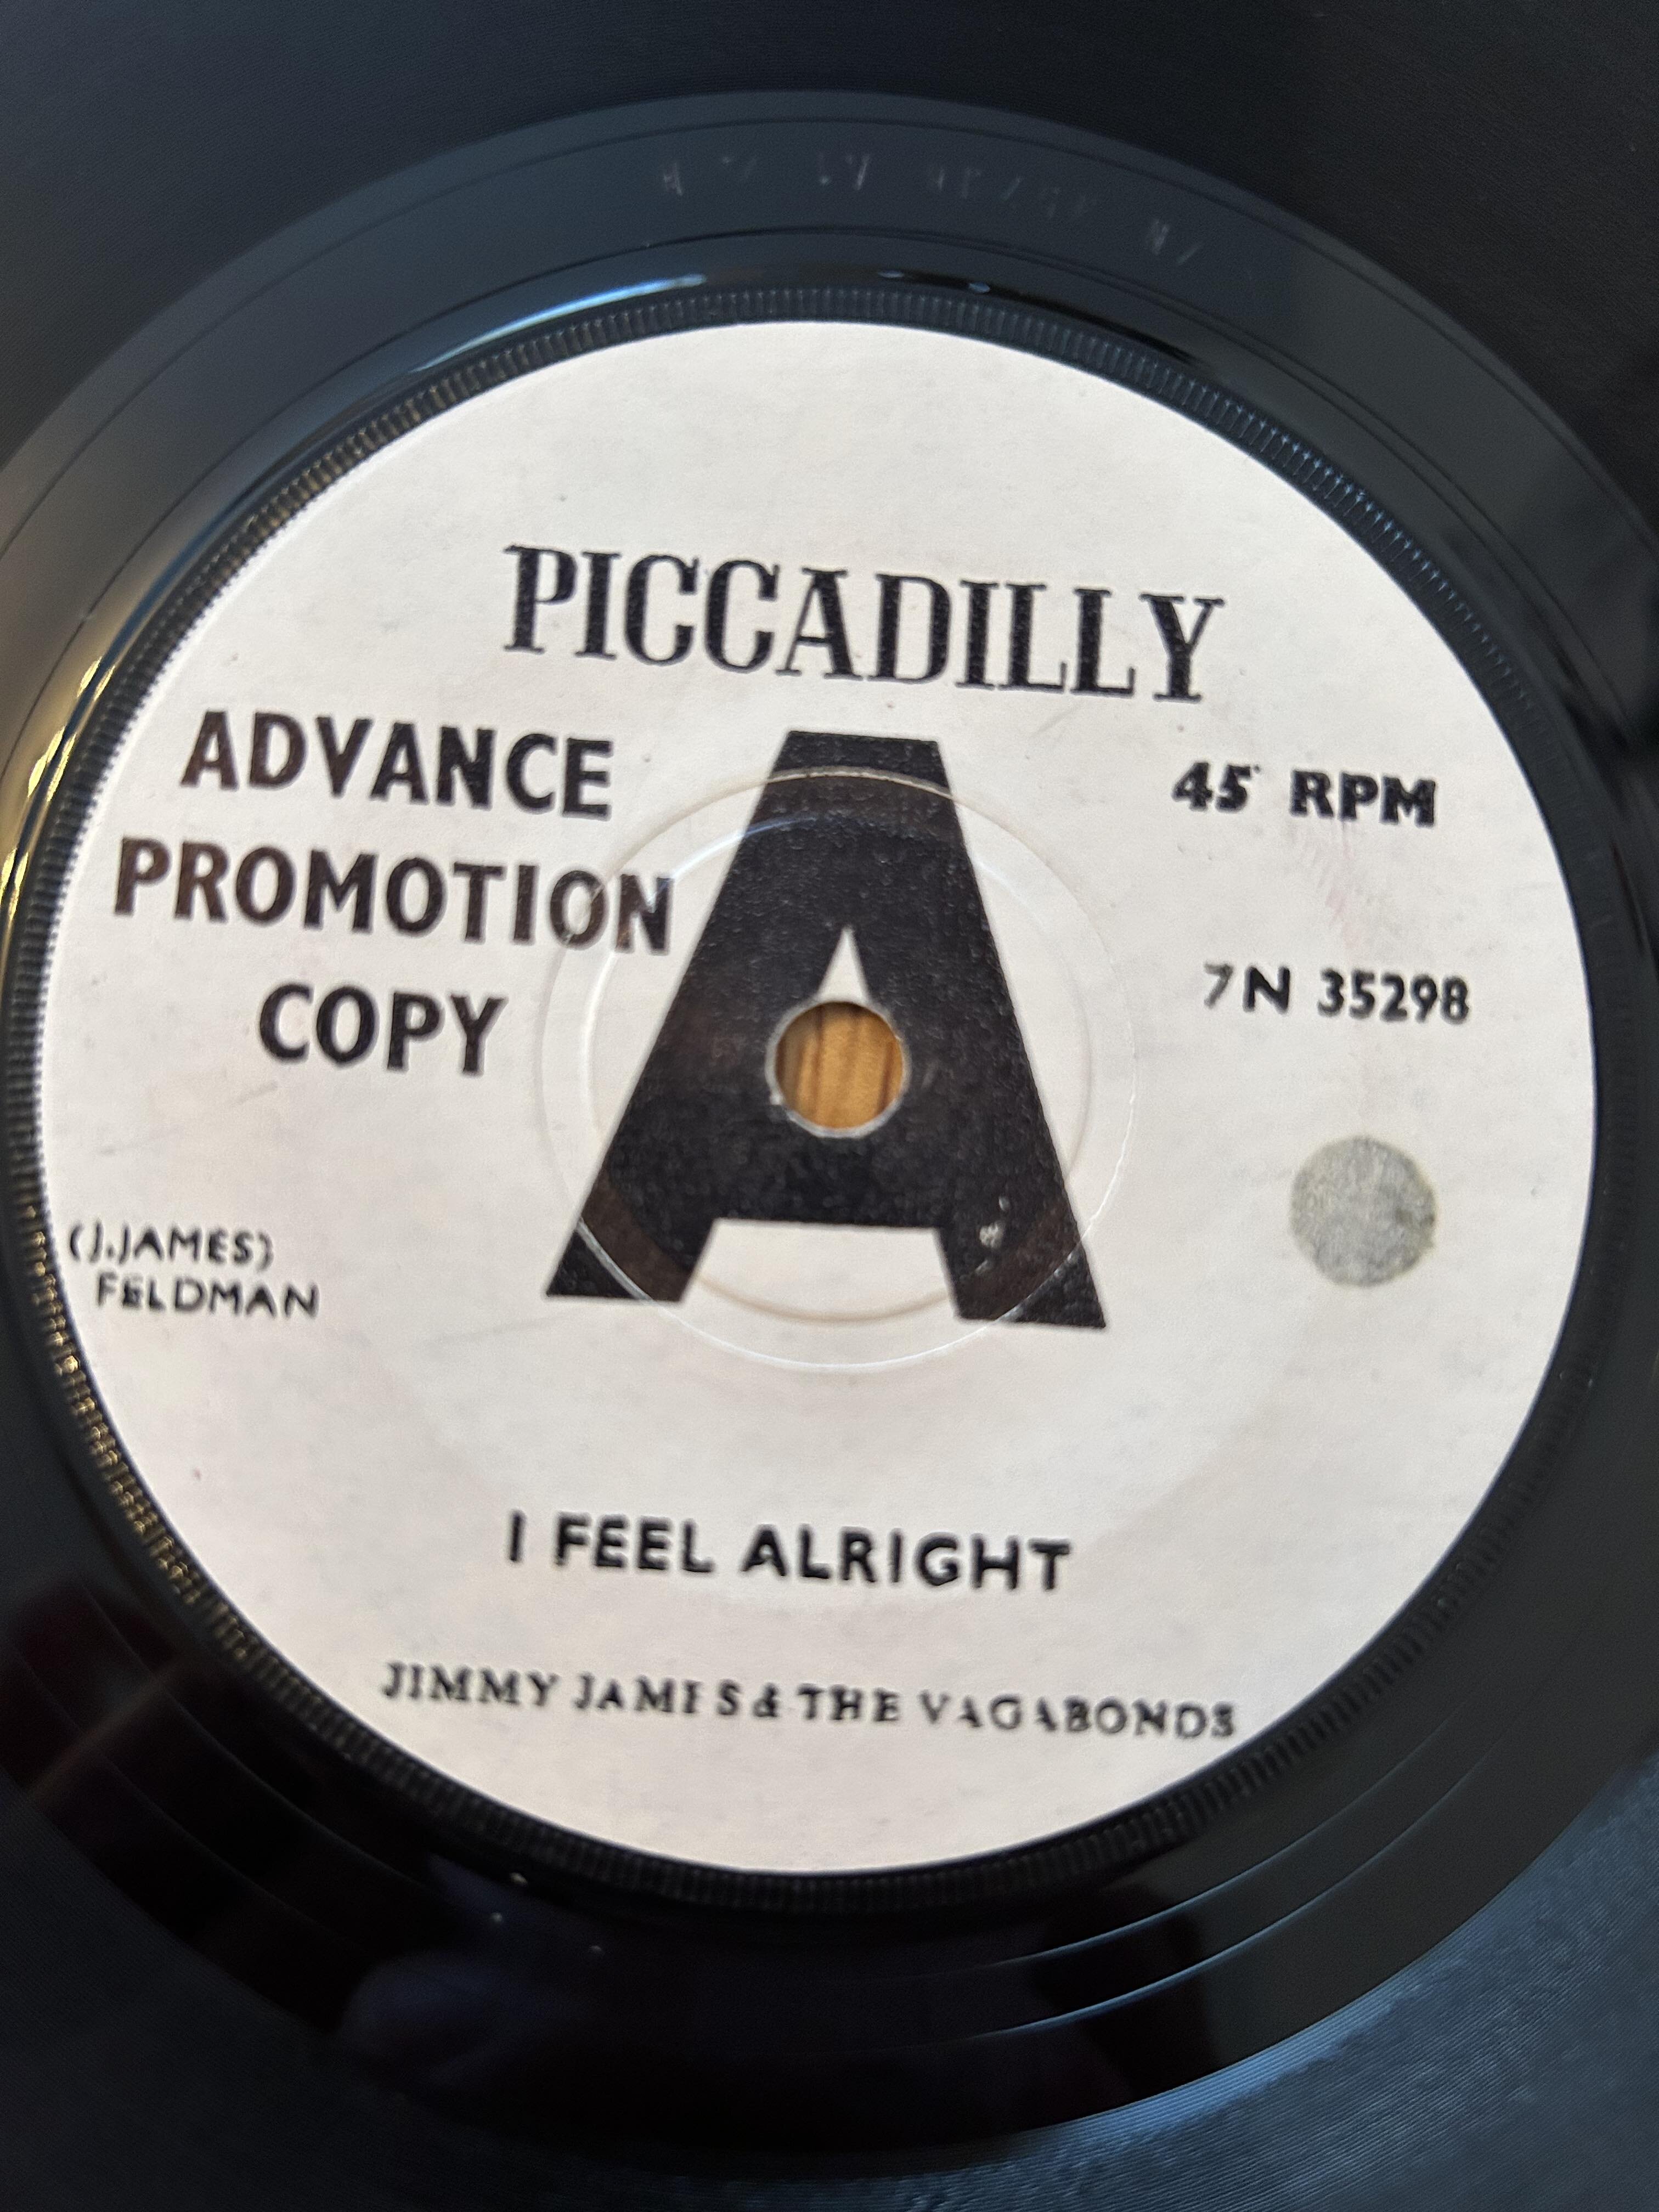 PICCADILLY
ADVANCE
PROMOTION
COPY
A
45 RPM
7N 35298
(J.JAMES)
FELDMAN
I FEEL ALRIGHT
JIMMY JAMES & THE VAGABONDS